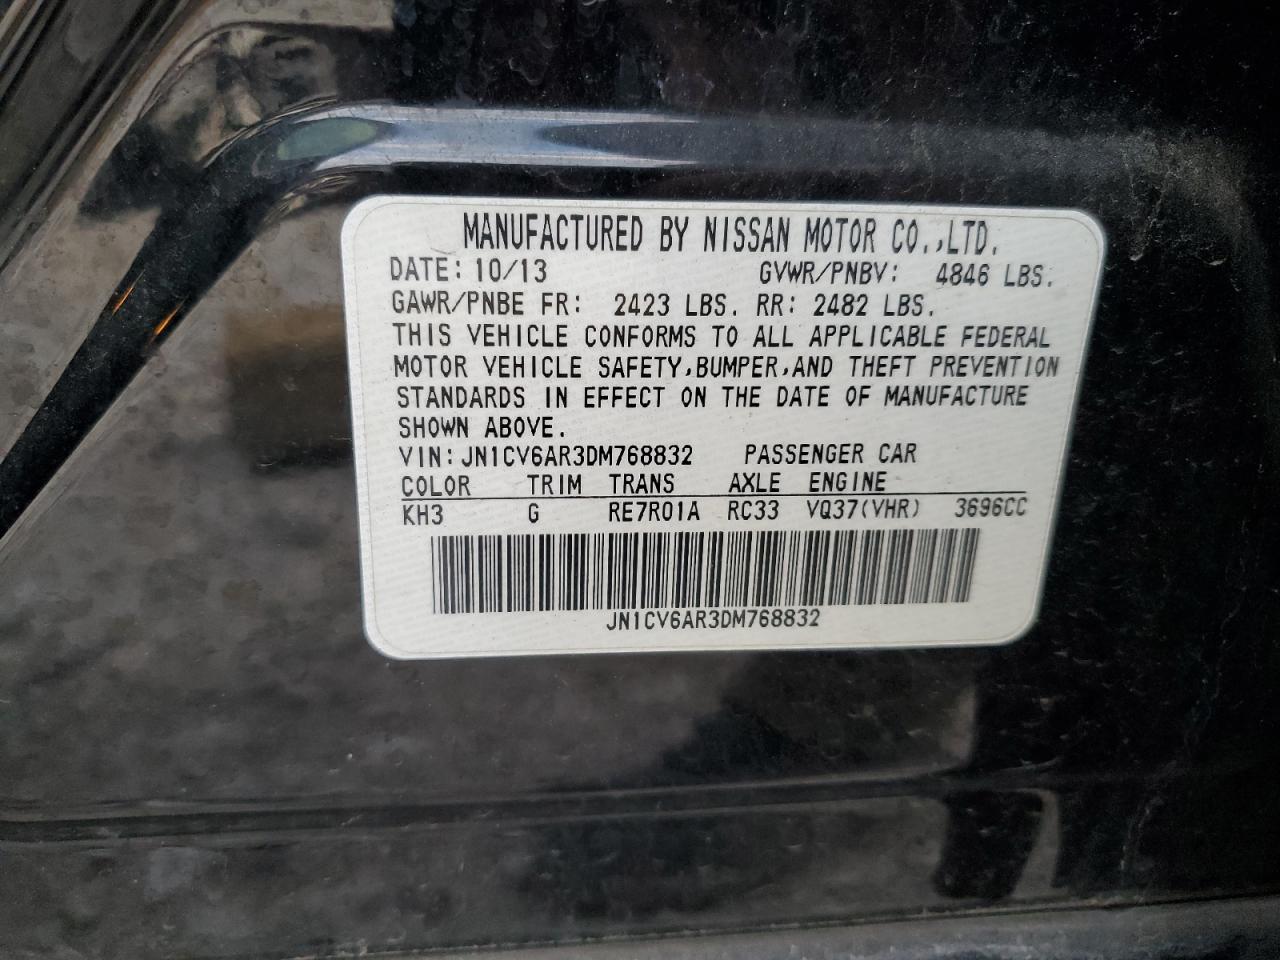 MANUFACTURED BY NISSAN MOTOR CO.,LTD.
DATE: 10/13 GVWR/PNBV: 4846 LBS.
GAWR/PNBE FR: 2423 LBS. RR: 2482 LBS.
THIS VEHICLE CONFORMS TO ALL APPLICABLE FEDERAL
MOTOR VEHICLE SAFETY,BUMPER,AND THEFT PREVENTION
STANDARDS IN EFFECT ON THE DATE OF MANUFACTURE
SHOWN ABOVE.
VIN:JN1CV6AR3DM768832 PASSENGER CAR
COLOR TRIM TRANS AXLE ENGINE
KH3 G RE7R01A RC33 VQ37(VHR) 3696CC
JN1CV6AR3DM768832